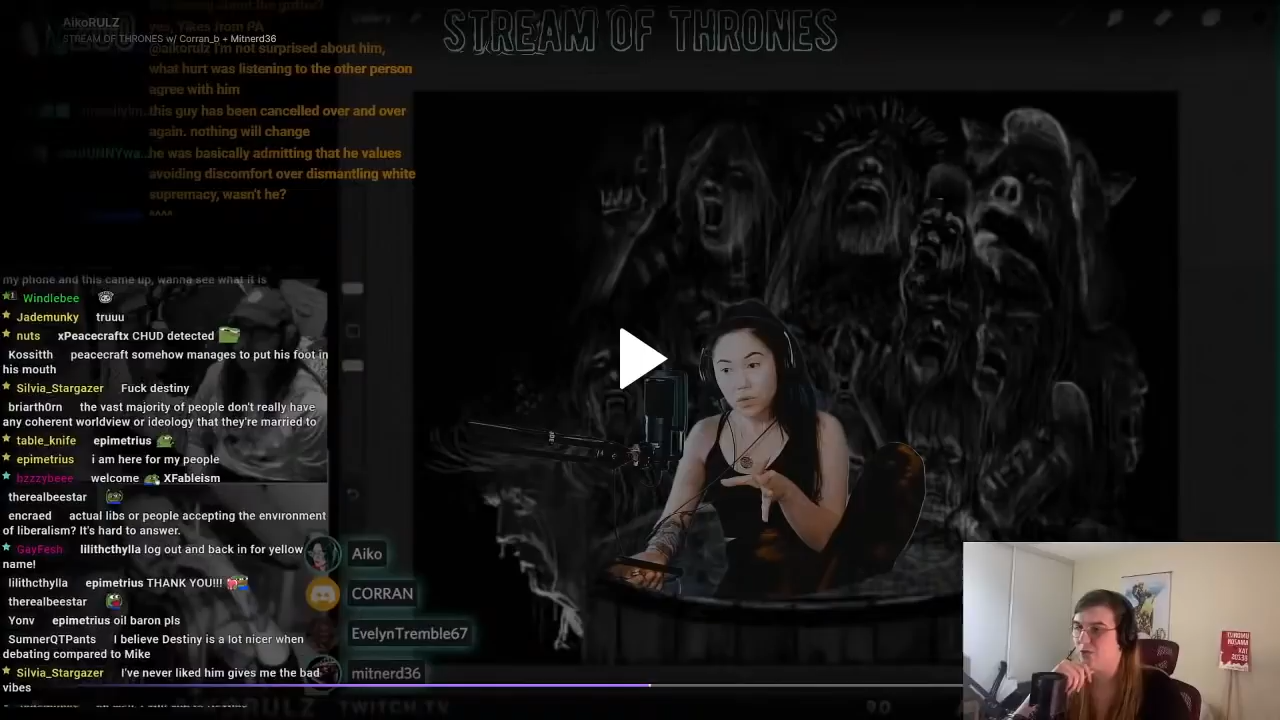 AikoRULZ
STREAM OF THRONES w/ Corran_b + Mitnerd36
STREAM OF THRONES
yes, Yikes from PA
@aikorulz I'm not surprised about him,
what hurt was listening to the other person
agree with him
this guy has been cancelled over and over
again. nothing will change
he was basically admitting that he values
avoiding discomfort over dismantling white
supremacy, wasn't he?
^^^^
my phone and this came up, wanna see what it is
Windlebee
Jademunky truuu
nuts xPeacecraftx CHUD detected
Kossitth peacecraft somehow manages to put his foot in
his mouth
Silvia_Stargazer Fuck destiny
briarth0rn the vast majority of people don't really have
any coherent worldview or ideology that they're married to
table_knife epimetrius
epimetrius i am here for my people
hzzzybeee welcome XFableism
therealbeestar
encraed actual libs or people accepting the environment
of liberalism? It's hard to answer.
GayFesh lilithcthylla log out and back in for yellow
name!
lilithcthylla epimetrius THANK YOU!!!
therealbeestar
Yonv epimetrius oil baron pls
SumnerQTPants I believe Destiny is a lot nicer when
debating compared to Mike
Silvia_Stargazer I've never liked him gives me the bad
vibes
Aiko
CORRAN
EvelynTremble67
mitnerd36
TWITCH.TV